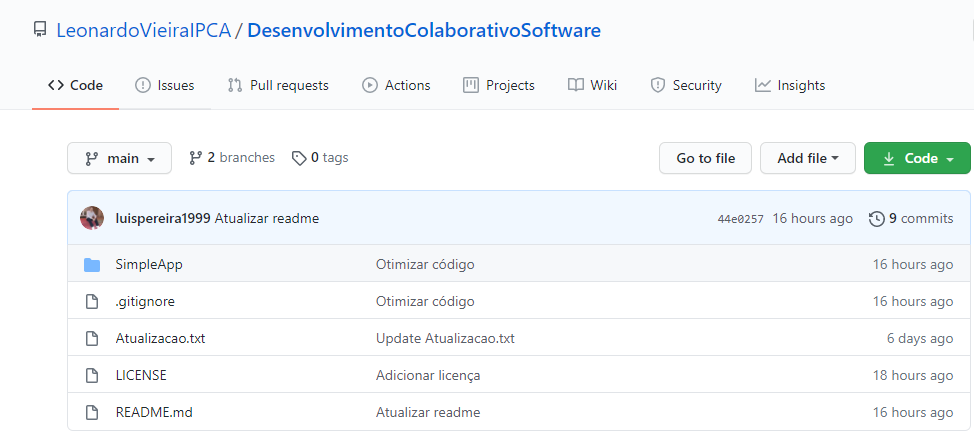 LeonardoVieiraIPCA / DesenvolvimentoColaborativoSoftware
Code Issues Pull requests Actions Projects Wiki Security Insights
main 2 branches 0 tags Go to file Add file Code
luispereira1999 Atualizar readme 44e0257 16 hours ago 9 commits
SimpleApp Otimizar código 16 hours ago
.gitignore Otimizar código 16 hours ago
Atualizacao.txt Update Atualizacao.txt 6 days ago
LICENSE Adicionar licença 18 hours ago
README.md Atualizar readme 16 hours ago